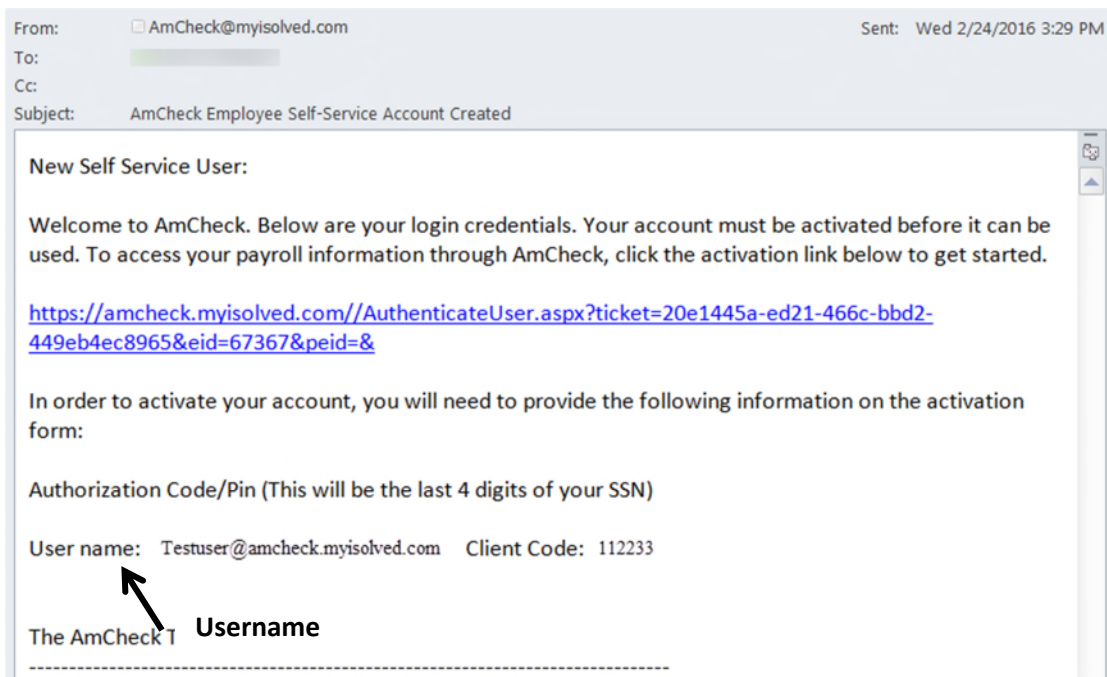 From: AmCheck@myisolved.com Sent: Wed 2/24/2016 3:29 PM
To:
Cc:
Subject: AmCheck Employee Self-Service Account Created
New Self Service User:
Welcome to AmCheck. Below are your login credentials. Your account must be activated before it can be
used. To access your payroll information through AmCheck, click the activation link below to get started.
https://amcheck.myisolved.com//AuthenticateUser.aspx?ticket=20e1445a-ed21-466c-bbd2-
449eb4ec8965&eid=67367&peid=&
In order to activate your account, you will need to provide the following information on the activation
form:
Authorization Code/Pin (This will be the last 4 digits of your SSN)
User name: Testuser@amcheck.myisolved.com Client Code: 112233
Username
The AmCheck T
--------------------------------------------------------------------------------